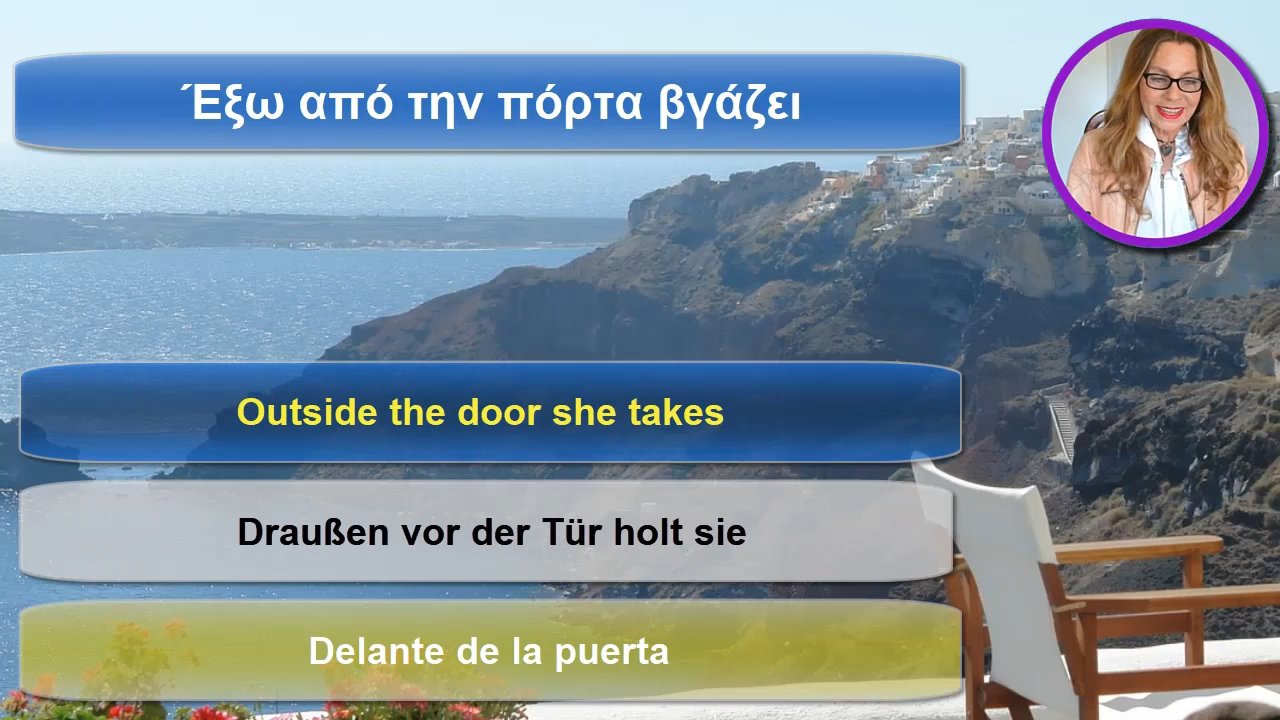 Έξω από την πόρτα βγάζει
Outside the door she takes
Draußen vor der Tür holt sie
Delante de la puerta